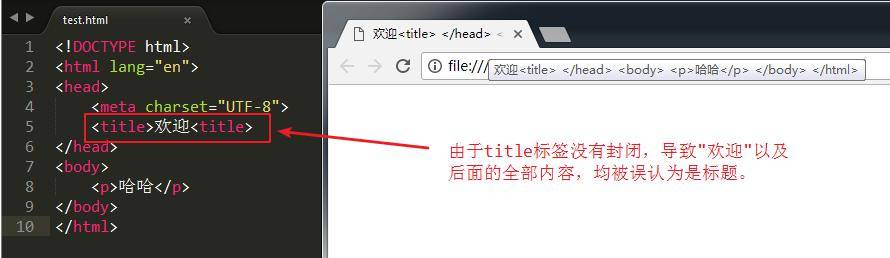 test.html
1 <!DOCTYPE html>
2 <html lang="en">
3 <head>
4 <meta charset="UTF-8">
5 <title>欢迎<title>
6 </head>
7 <body>
8 <p>哈哈</p>
9 </body>
10 </html>
欢迎<title> </head> <
file:///
欢迎<title> </head> <body> <p>哈哈</p> </body> </html>
由于title标签没有封闭，导致"欢迎"以及
后面的全部内容，均被误认为是标题。